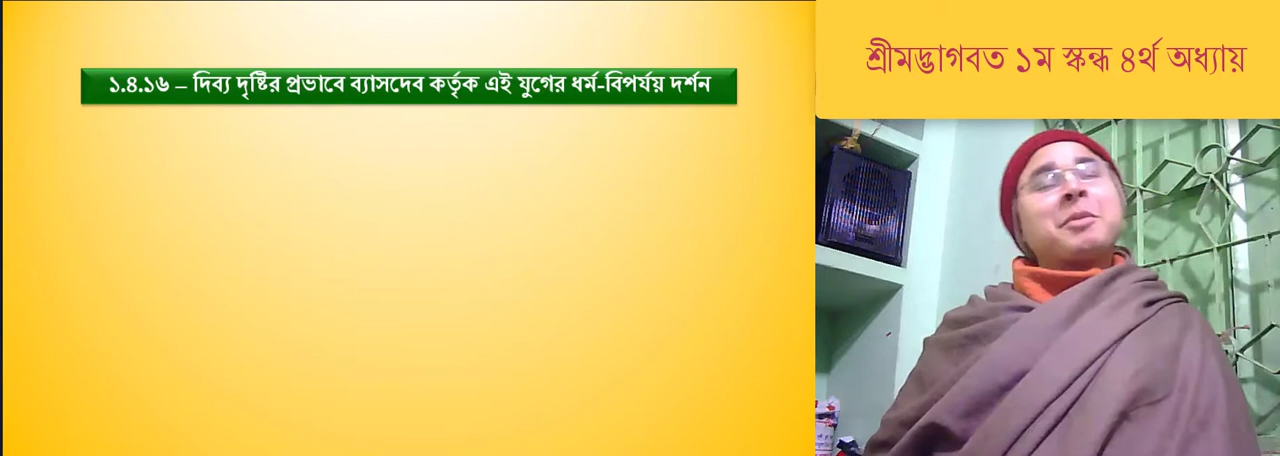 ১.৪.১৬ – দিব্য দৃষ্টির প্রভাবে ব্যাসদেব কর্তৃক এই যুগের ধর্ম-বিপর্যয় দর্শন
শ্রীমদ্ভাগবত ১ম স্কন্ধ ৪র্থ অধ্যায়